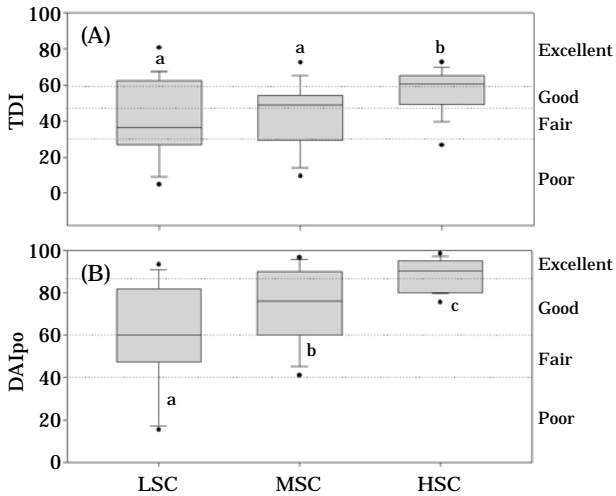 100
(A)
80
a
a
b
Excellent
60
Good
TDI
40
Fair
20
Poor
0
100
(B)
Excellent
80
c
Good
DAIpo
60
b
Fair
40
a
20
Poor
0
LSC MSC HSC